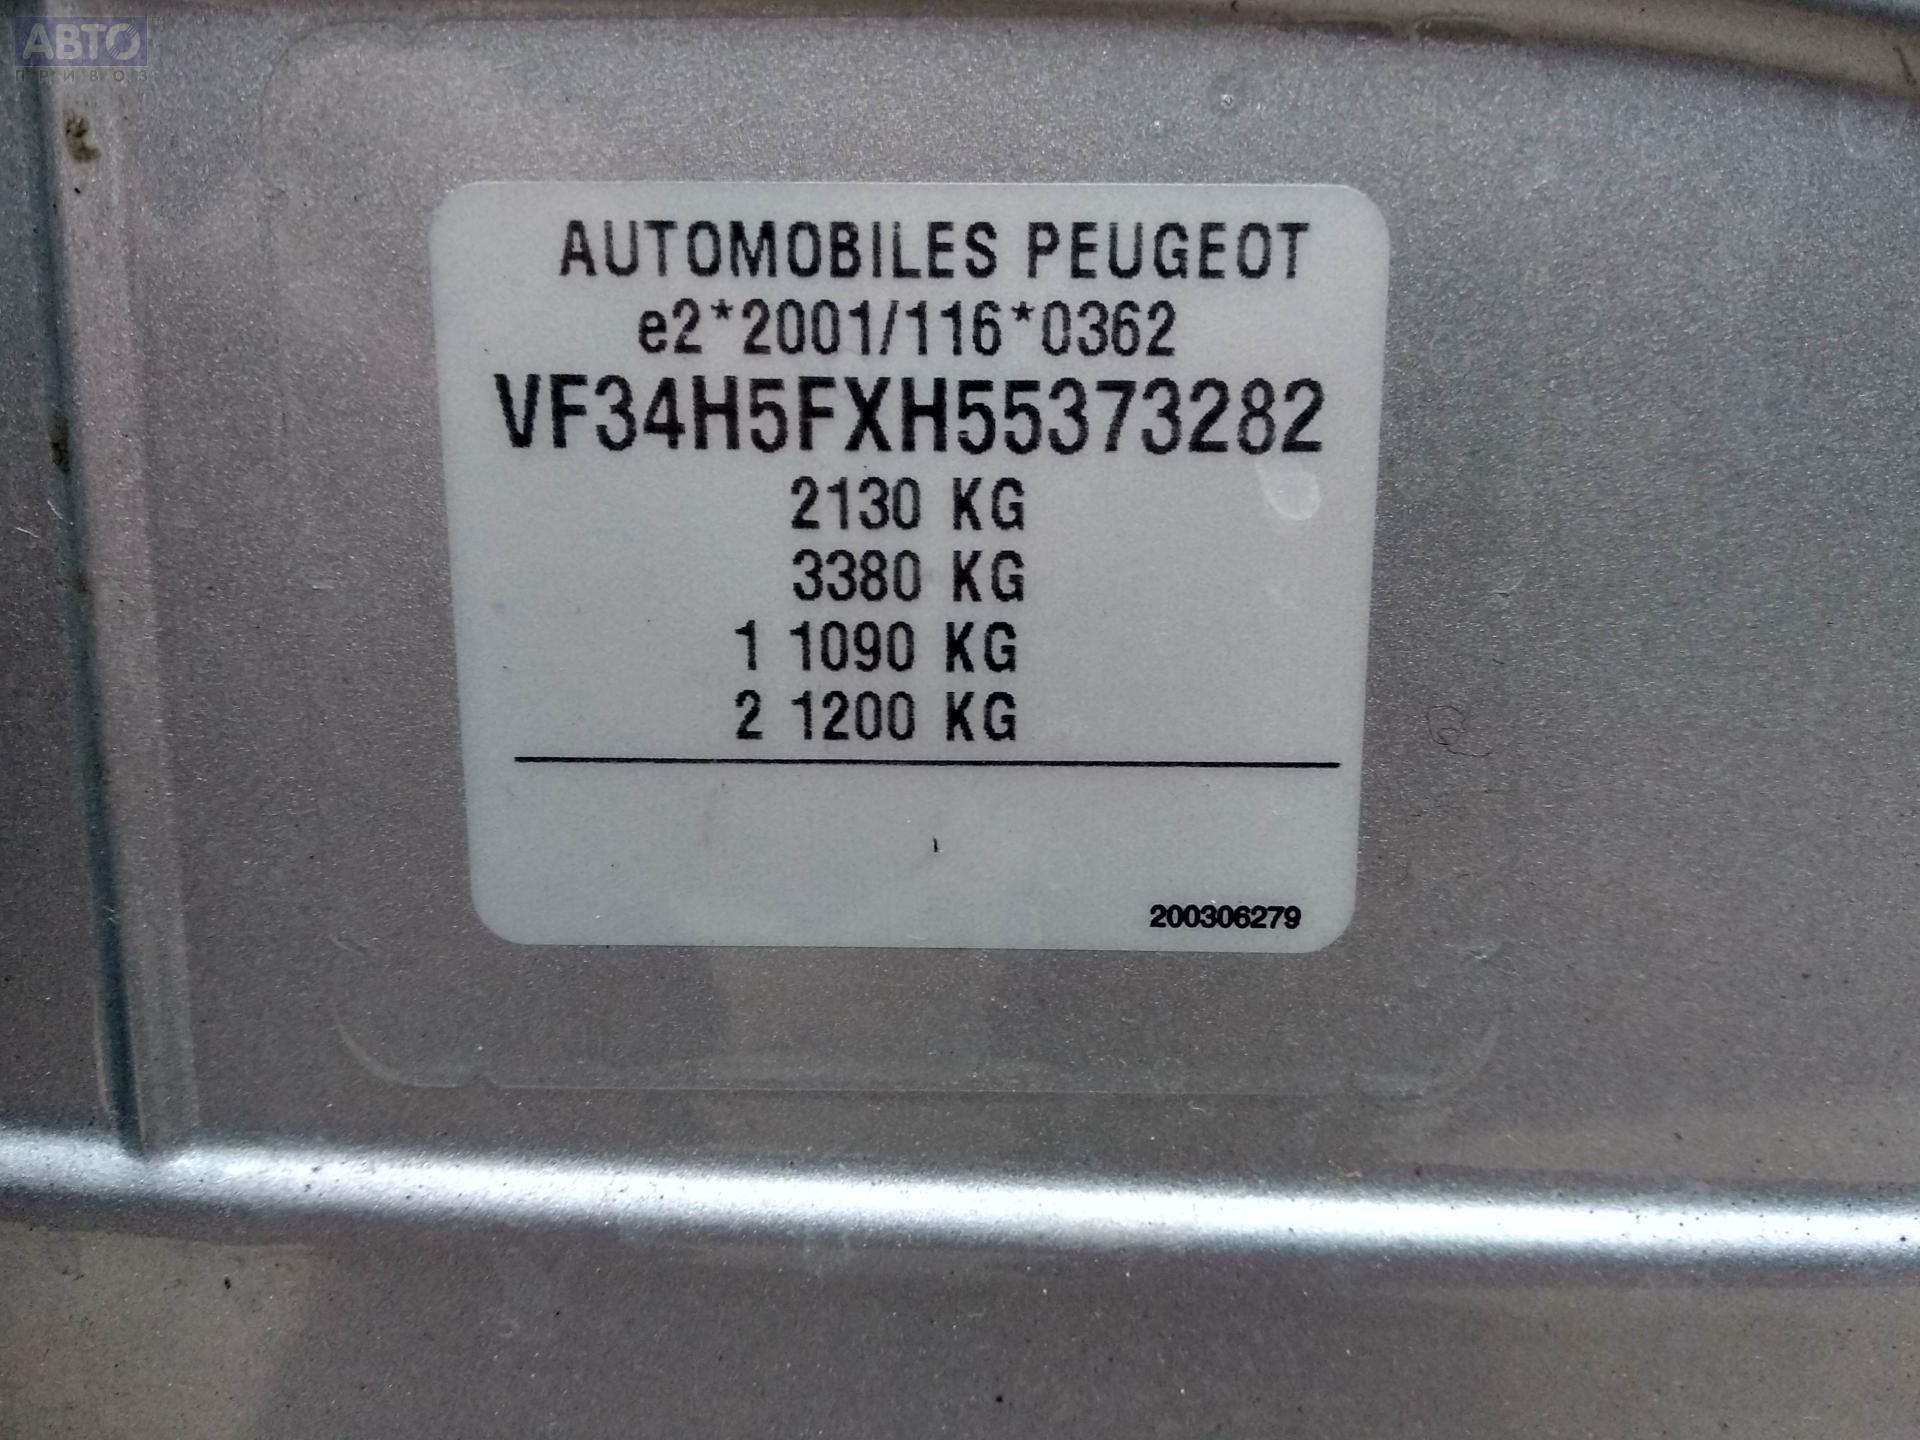 АВТО
ПРИВОЗ
AUTOMOBILES PEUGEOT
e2*2001/116*0362
VF34H5FXH55373282
2130 KG
3380 KG
1 1090 KG
2 1200 KG
200306279